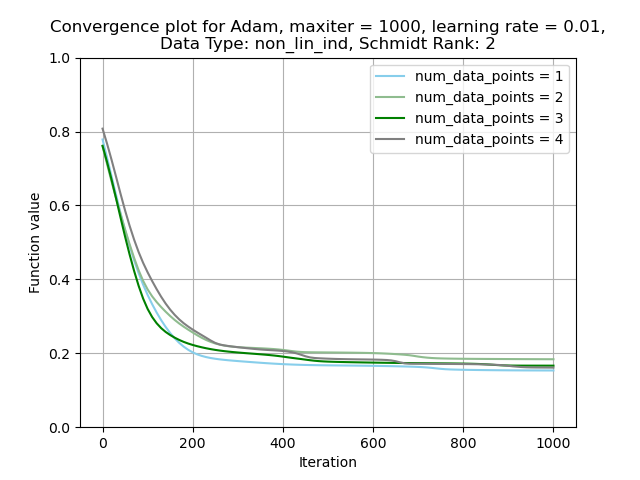 Convergence plot for Adam, maxiter = 1000, learning rate = 0.01,
Data Type: non_lin_ind, Schmidt Rank: 2
num_data_points = 1
num_data_points = 2
num_data_points = 3
num_data_points = 4
Function value
1.0
0.8
0.6
0.4
0.2
0.0
0 200 400 600 800 1000
Iteration